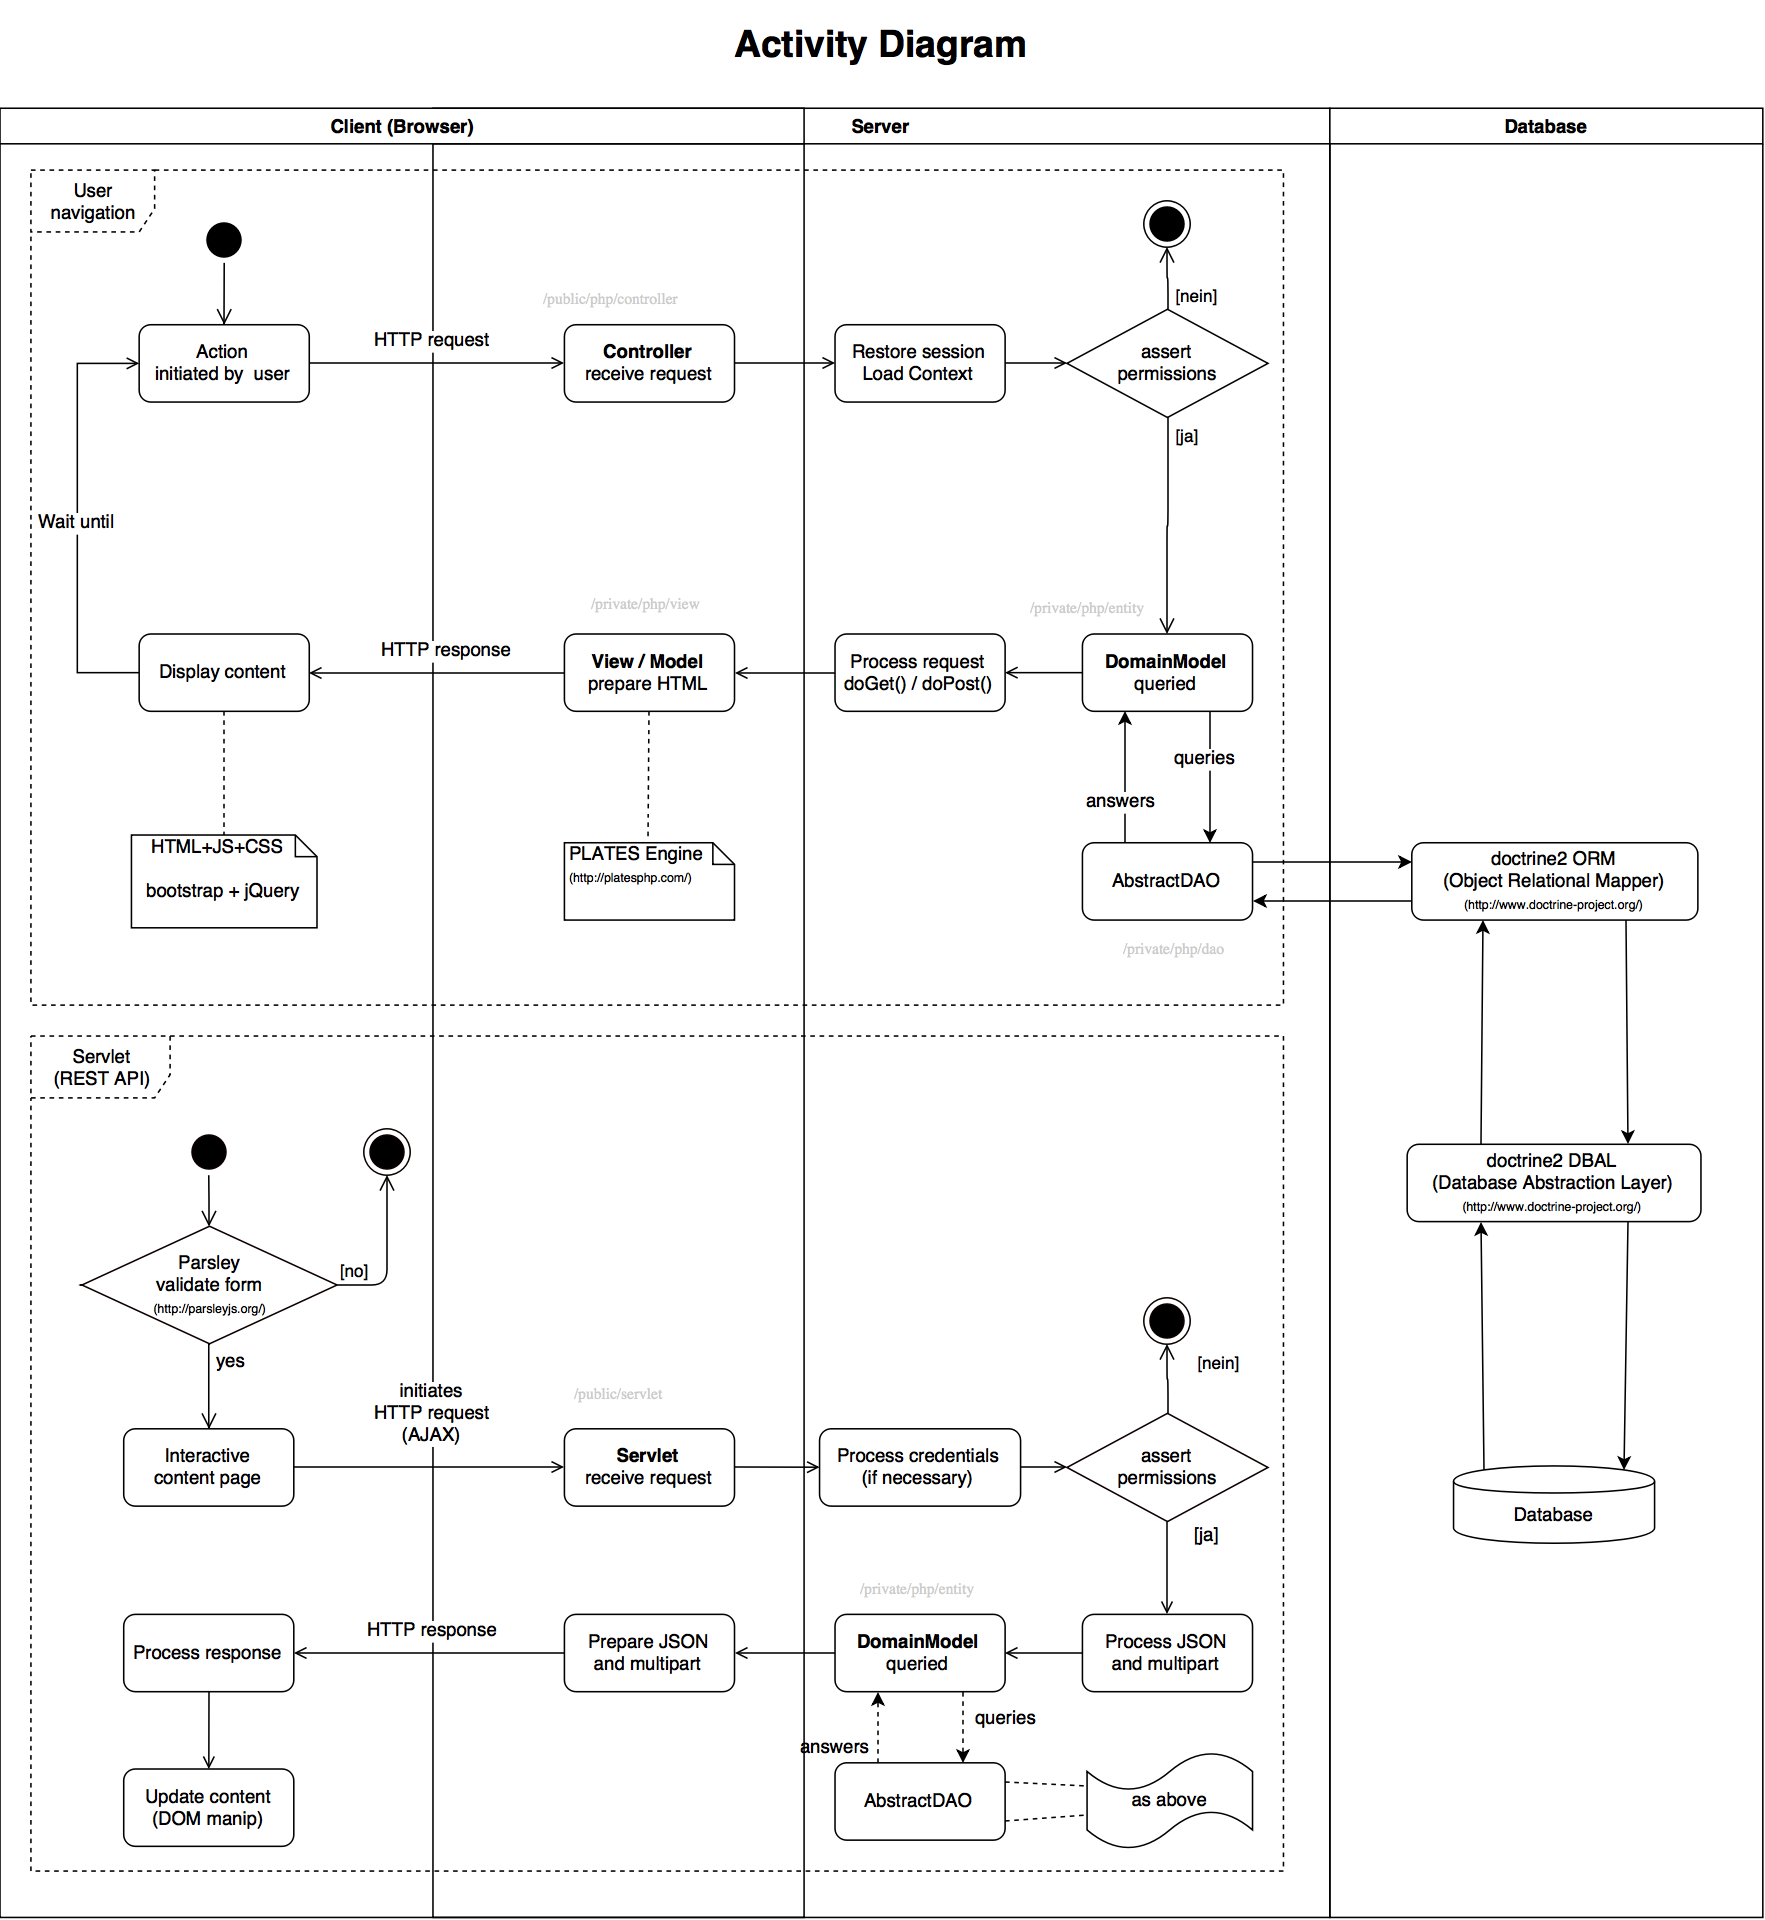 Activity Diagram
Client (Browser)
Server
Database
User
navigation
[nein]
/public/php/controller
HTTP request
Action
initiated by  user
Controller
receive request
Restore session
Load Context
assert
permissions
[ja]
Wait until
/private/php/view
/private/php/entity
HTTP response
Display content
View / Model
prepare HTML
Process request
doGet() / doPost()
DomainModel
queried
queries
answers
HTML+JS+CSS
bootstrap + jQuery
PLATES Engine
(http://platesphp.com/)
AbstractDAO
doctrine2 ORM
(Object Relational Mapper)
(http://www.doctrine-project.org/)
/private/php/dao
Servlet
(REST API)
doctrine2 DBAL
(Database Abstraction Layer)
(http://www.doctrine-project.org/)
Parsley
validate form
(http://parsleyjs.org/)
[no]
yes
[nein]
initiates
HTTP request
(AJAX)
/public/servlet
Interactive
content page
Servlet
receive request
Process credentials
(if necessary)
assert
permissions
Database
[ja]
/private/php/entity
HTTP response
Process response
Prepare JSON
and multipart
DomainModel
queried
Process JSON
and multipart
queries
answers
Update content
(DOM manip)
AbstractDAO
as above